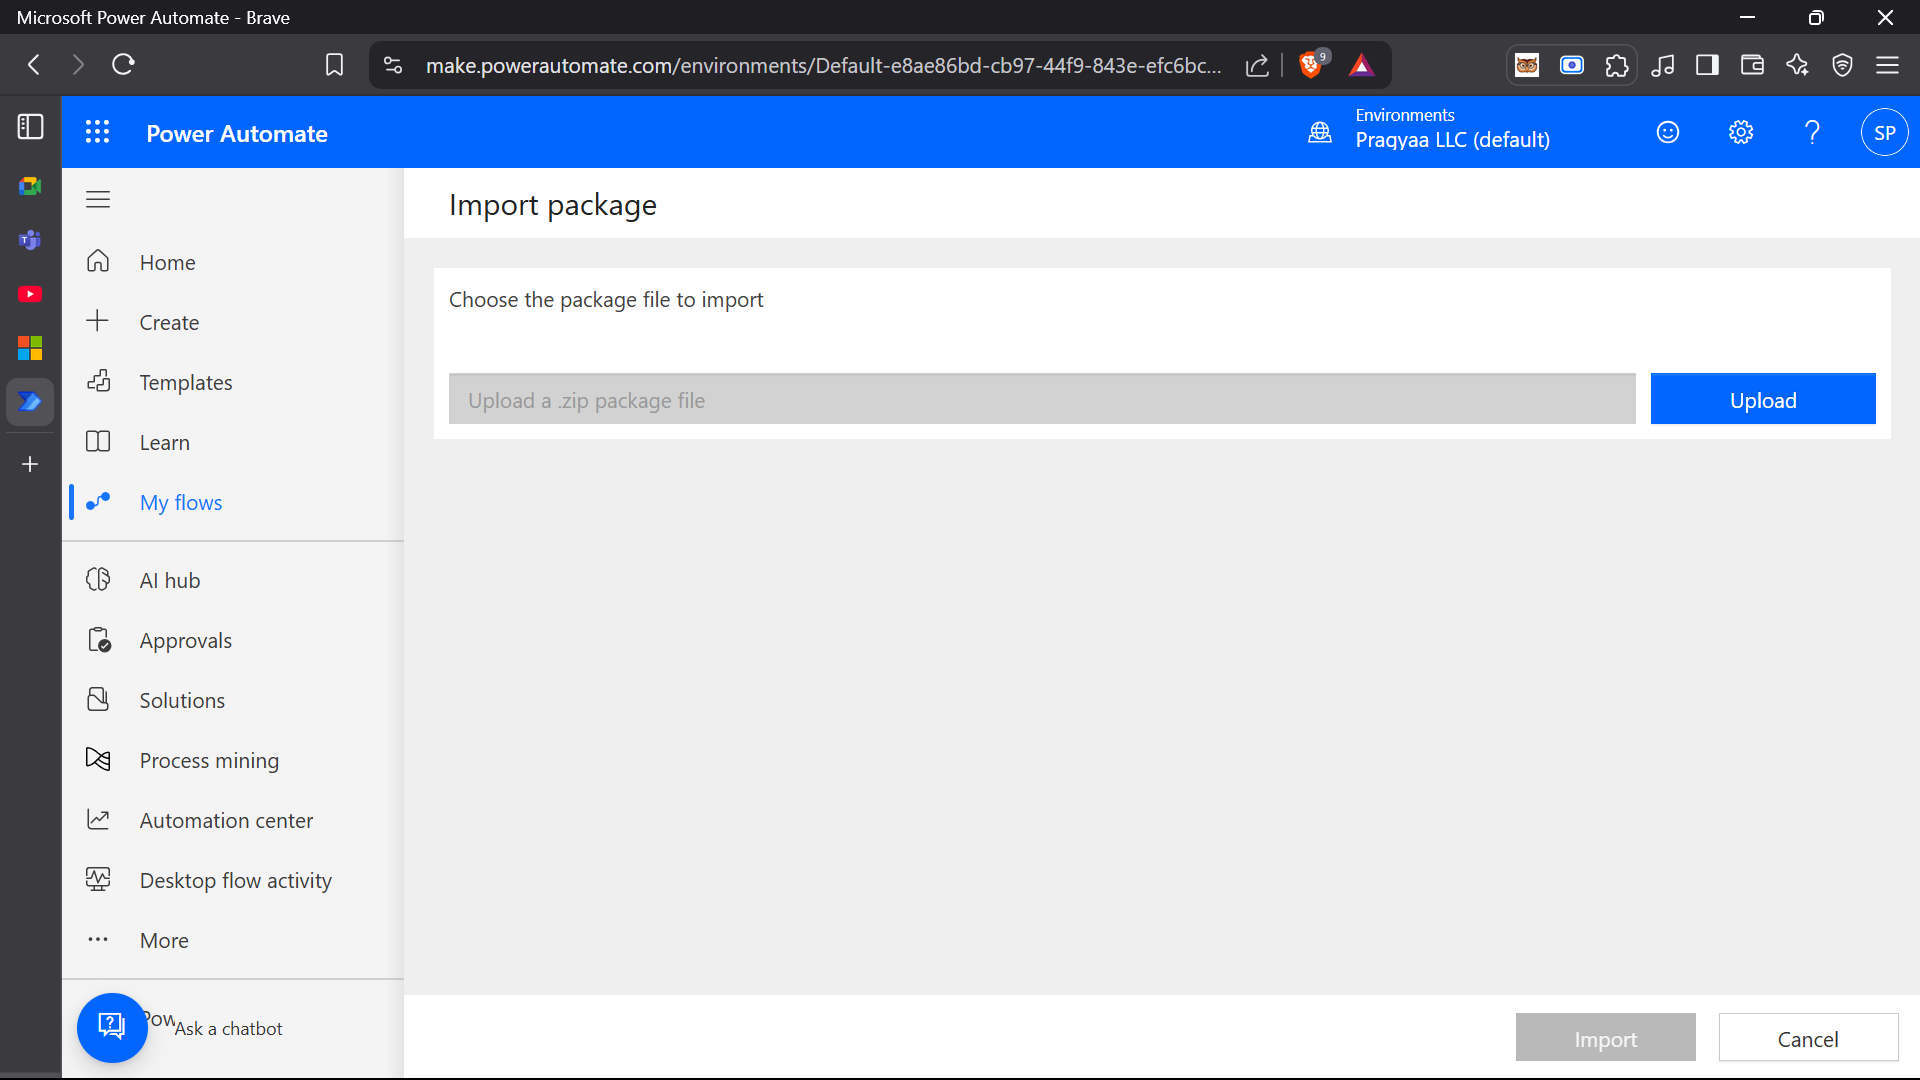 Microsoft Power Automate - Brave
make.powerautomate.com/environments/Default-e8ae86bd-cb97-44f9-843e-efc6bc...
9
Power Automate
Environments
Pragyaa LLC (default)
SP
Import package
Home
Create
Templates
Learn
My flows
AI hub
Approvals
Solutions
Process mining
Automation center
Desktop flow activity
More
Pow
Ask a chatbot
Choose the package file to import
Upload a .zip package file
Upload
Import
Cancel